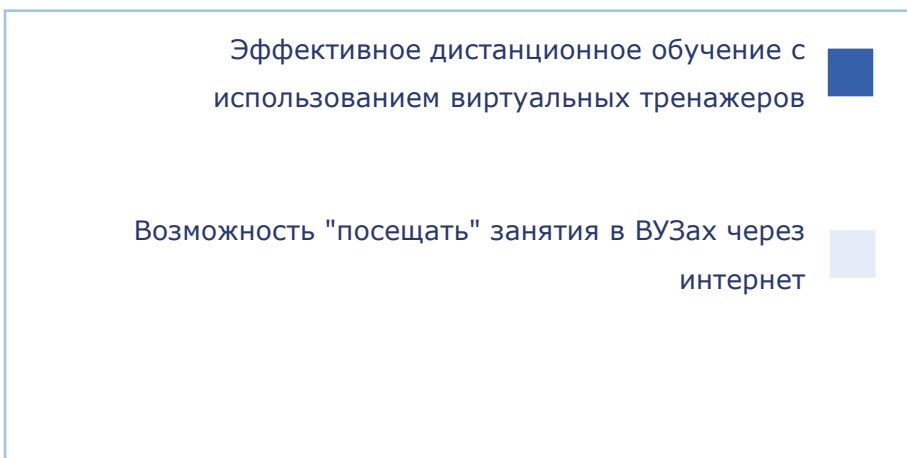 Эффективное дистанционное обучение с
использованием виртуальных тренажеров
Возможность "посещать" занятия в ВУЗах через
интернет